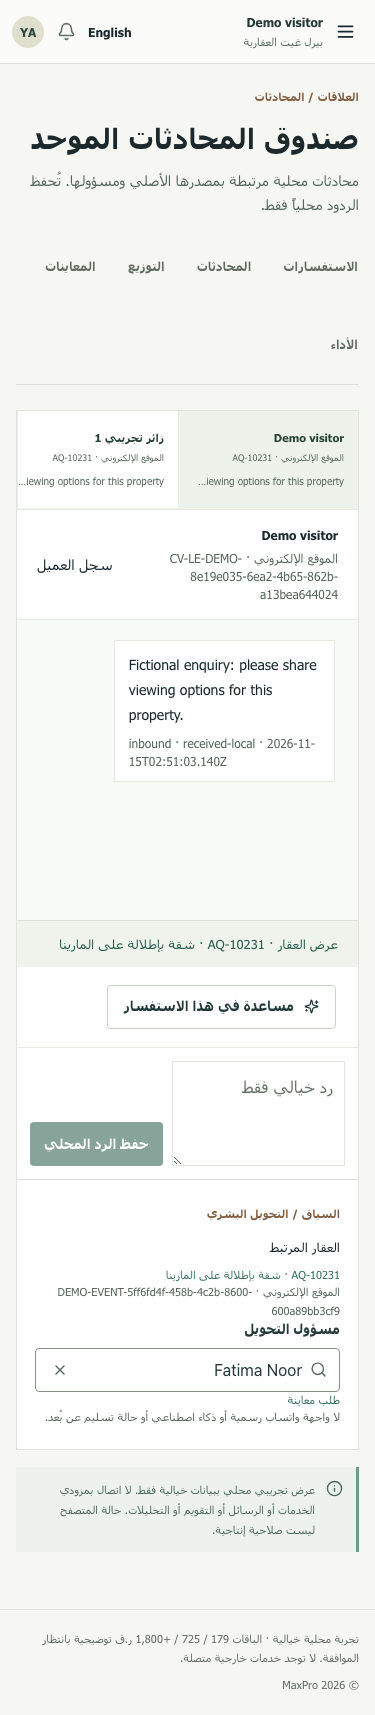 Demo visitor
بيرل غيت العقارية
English
YA
العلاقات / المحادثات
صندوق المحادثات الموحد
محادثات محلية مرتبطة بمصدرها الأصلي ومسؤولها. تُحفظ
الردود محلياً فقط.
الاستفسارات
المحادثات
التوزيع
المعاينات
الأداء
Demo visitor
الموقع الإلكتروني · AQ-10231
...iewing options for this property
زائر تجريبي 1
الموقع الإلكتروني · AQ-10231
...iewing options for this property
Demo visitor
الموقع الإلكتروني · CV-LE-DEMO-
8e19e035-6ea2-4b65-862b-
a13bea644024
سجل العميل
Fictional enquiry: please share
viewing options for this
property.
inbound · received-local · 2026-11-
15T02:51:03.140Z
عرض العقار · AQ-10231 · شقة بإطلالة على المارينا
مساعدة في هذا الاستفسار
رد خيالي فقط
حفظ الرد المحلي
السياق / التحويل البشري
العقار المرتبط
AQ-10231 · شقة بإطلالة على المارينا
الموقع الإلكتروني · DEMO-EVENT-5ff6fd4f-458b-4c2b-8600-
600a89bb3cf9
مسؤول التحويل
Fatima Noor
طلب معاينة
لا واجهة واتساب رسمية أو ذكاء اصطناعي أو حالة تسليم عن بُعد.
عرض تجريبي محلي ببيانات خيالية فقط. لا اتصال بمزودي
الخدمات أو الرسائل أو التقويم أو التحليلات. حالة المتصفح
ليست صلاحية إنتاجية.
تجربة محلية خيالية · الباقات 179 / 725 / +1,800 ر.ق توضيحية بانتظار
الموافقة. لا توجد خدمات خارجية متصلة.
© 2026 MaxPro